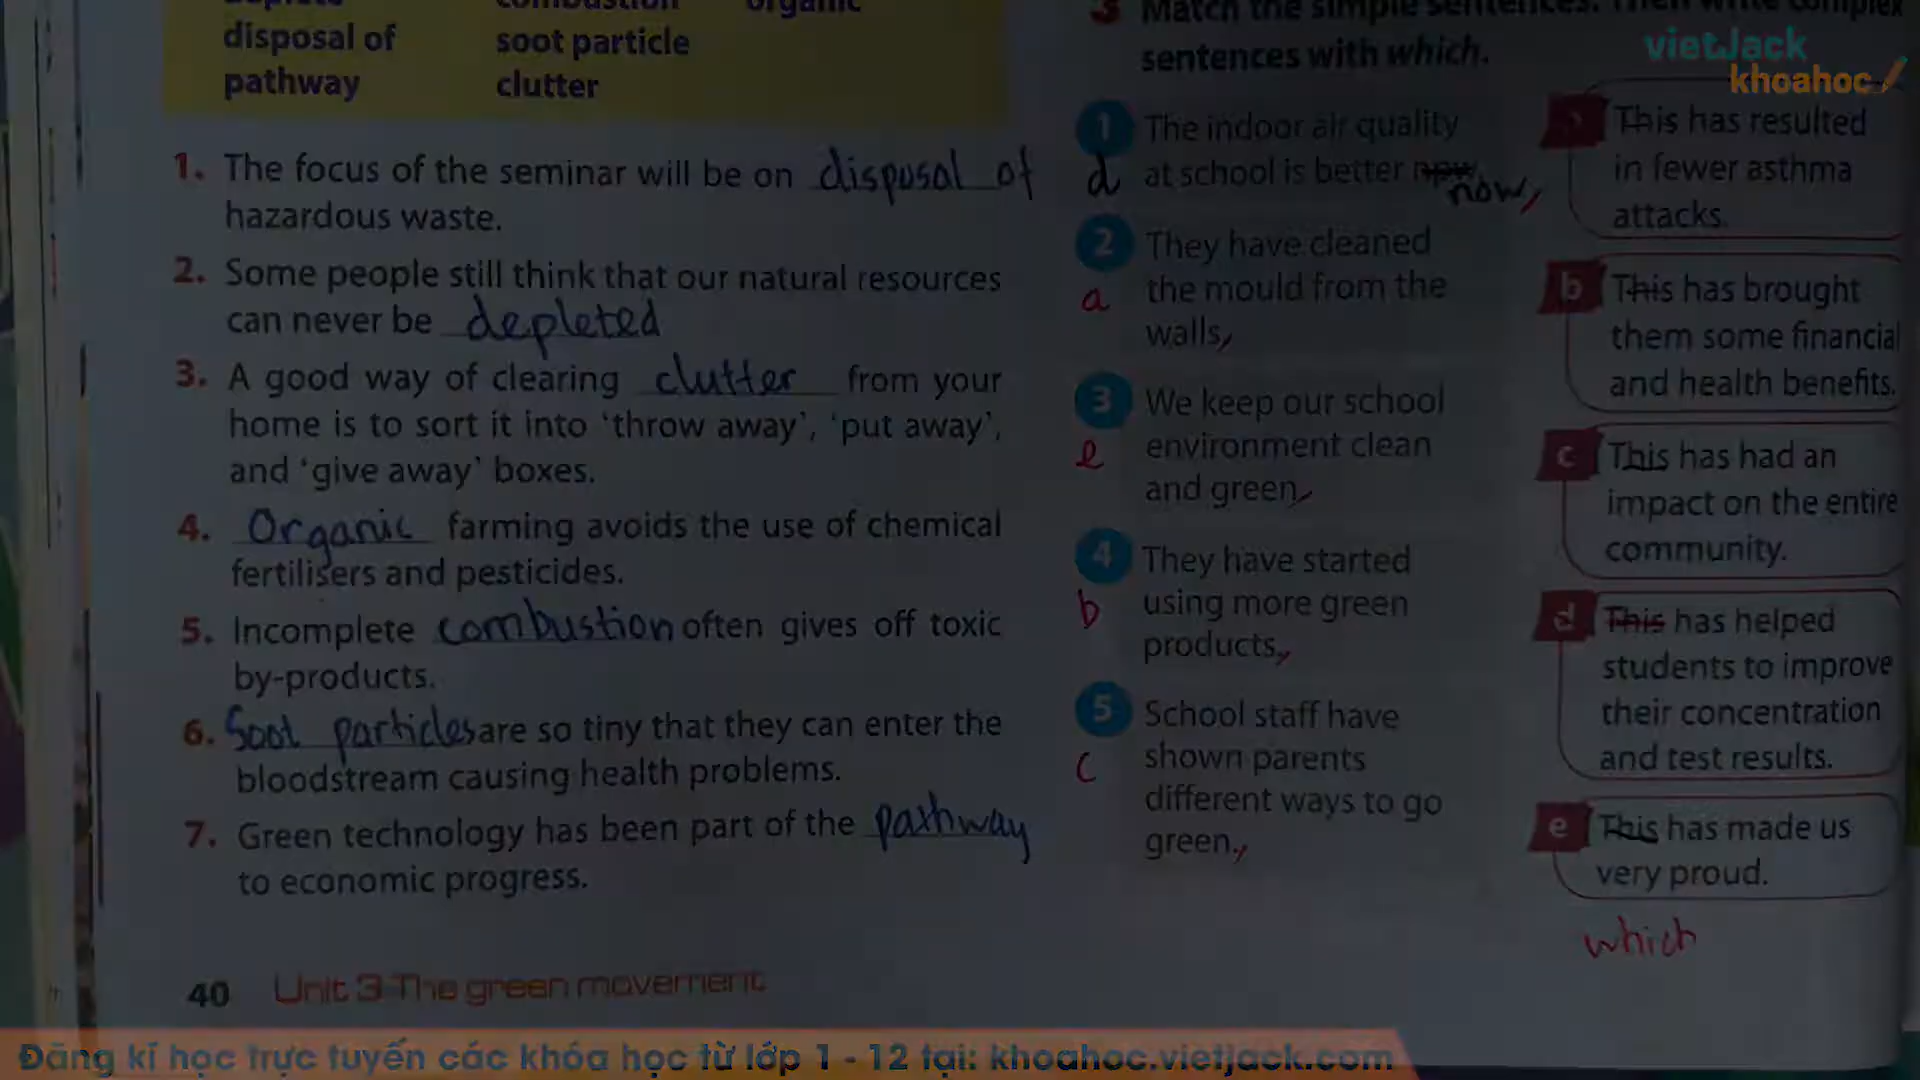 disposal of
pathway
combustion
soot particle
clutter
organic
1. The focus of the seminar will be on disposal of
hazardous waste.
2. Some people still think that our natural resources
can never be depleted
3. A good way of clearing clutter from your
home is to sort it into ‘throw away’, ‘put away’,
and ‘give away’ boxes.
4. Organic farming avoids the use of chemical
fertilisers and pesticides.
5. Incomplete combustion often gives off toxic
by-products.
6. Soot particles are so tiny that they can enter the
bloodstream causing health problems.
7. Green technology has been part of the pathway
to economic progress.
40 Unit 3 The green movement
3 Match the simple sentences. Then write complex
sentences with which.
1 The indoor air quality
d at school is better now
now,
2 They have cleaned
a the mould from the
walls,
3 We keep our school
e environment clean
and green,
4 They have started
b using more green
products,
5 School staff have
c shown parents
different ways to go
green.,
This has resulted
in fewer asthma
attacks.
b This has brought
them some financial
and health benefits.
c This has had an
impact on the entire
community.
d This has helped
students to improve
their concentration
and test results.
e This has made us
very proud.
which
vietJack
khoahoc
Đăng kí học trực tuyến các khóa học từ lớp 1 - 12 tại: khoahoc.vietjack.com